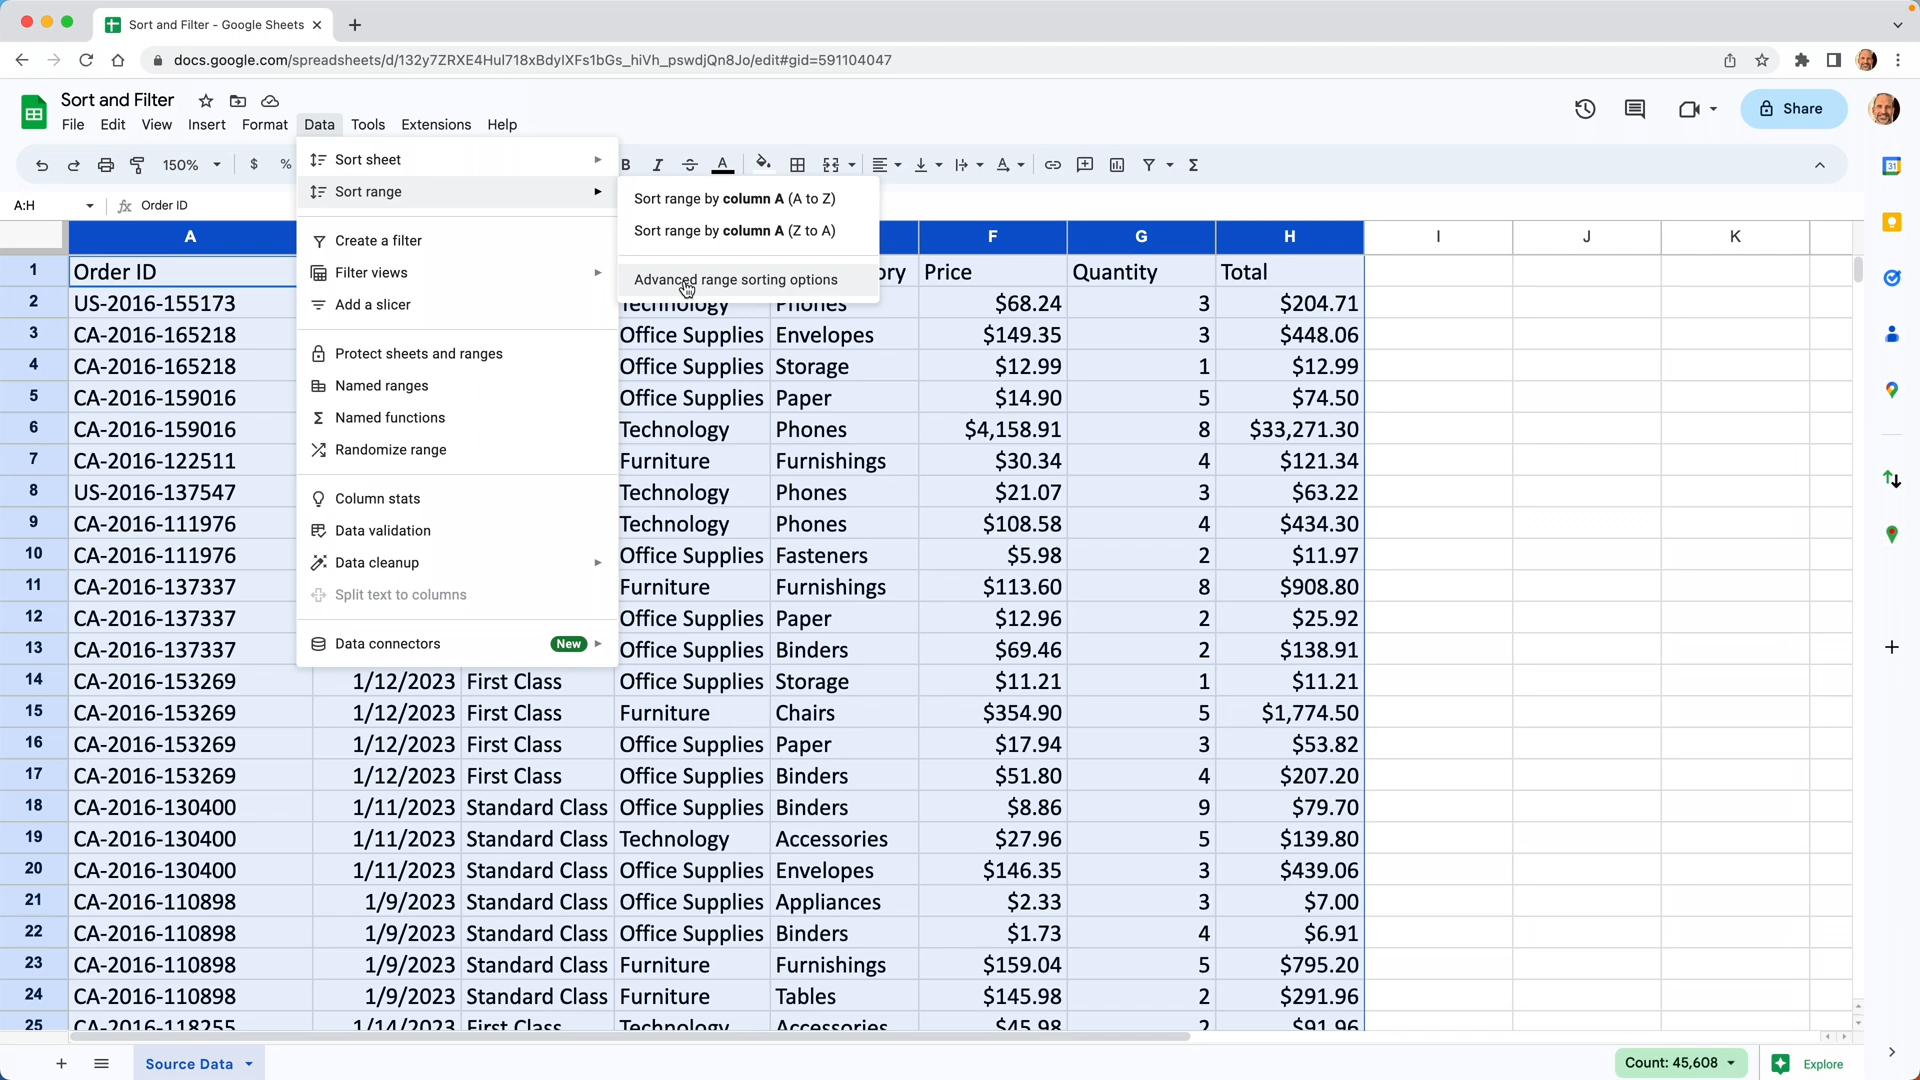 Sort and Filter - Google Sheets
docs.google.com/spreadsheets/d/132y7ZRXE4Hul718xBdyIXFs1bGs_hiVh_pswdjQn8Jo/edit#gid=591104047
Sort and Filter
File Edit View Insert Format Data Tools Extensions Help
Share
150% $ %
A:H fx Order ID
Sort sheet
Sort range
Create a filter
Filter views
Add a slicer
Protect sheets and ranges
Named ranges
Named functions
Randomize range
Column stats
Data validation
Data cleanup
Split text to columns
Data connectors New
Sort range by column A (A to Z)
Sort range by column A (Z to A)
Advanced range sorting options
A F G H I J K
1 Order ID Price Quantity Total
2 US-2016-155173 Technology Phones $68.24 3 $204.71
3 CA-2016-165218 Office Supplies Envelopes $149.35 3 $448.06
4 CA-2016-165218 Office Supplies Storage $12.99 1 $12.99
5 CA-2016-159016 Office Supplies Paper $14.90 5 $74.50
6 CA-2016-159016 Technology Phones $4,158.91 8 $33,271.30
7 CA-2016-122511 Furniture Furnishings $30.34 4 $121.34
8 US-2016-137547 Technology Phones $21.07 3 $63.22
9 CA-2016-111976 Technology Phones $108.58 4 $434.30
10 CA-2016-111976 Office Supplies Fasteners $5.98 2 $11.97
11 CA-2016-137337 Furniture Furnishings $113.60 8 $908.80
12 CA-2016-137337 Office Supplies Paper $12.96 2 $25.92
13 CA-2016-137337 Office Supplies Binders $69.46 2 $138.91
14 CA-2016-153269 1/12/2023 First Class Office Supplies Storage $11.21 1 $11.21
15 CA-2016-153269 1/12/2023 First Class Furniture Chairs $354.90 5 $1,774.50
16 CA-2016-153269 1/12/2023 First Class Office Supplies Paper $17.94 3 $53.82
17 CA-2016-153269 1/12/2023 First Class Office Supplies Binders $51.80 4 $207.20
18 CA-2016-130400 1/11/2023 Standard Class Office Supplies Binders $8.86 9 $79.70
19 CA-2016-130400 1/11/2023 Standard Class Technology Accessories $27.96 5 $139.80
20 CA-2016-130400 1/11/2023 Standard Class Office Supplies Envelopes $146.35 3 $439.06
21 CA-2016-110898 1/9/2023 Standard Class Office Supplies Appliances $2.33 3 $7.00
22 CA-2016-110898 1/9/2023 Standard Class Office Supplies Binders $1.73 4 $6.91
23 CA-2016-110898 1/9/2023 Standard Class Furniture Furnishings $159.04 5 $795.20
24 CA-2016-110898 1/9/2023 Standard Class Furniture Tables $145.98 2 $291.96
25 CA-2016-118255 1/14/2023 First Class Technology Accessories $45.98 2 $91.96
Source Data
Count: 45,608
Explore